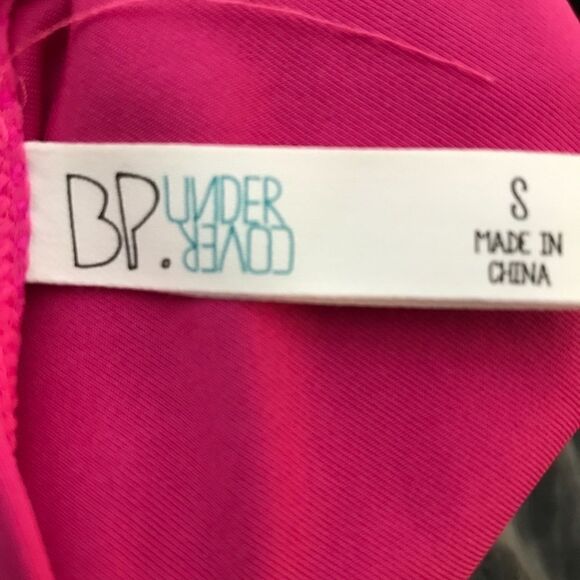 BP. UNDER
COVER
S
MADE IN
CHINA